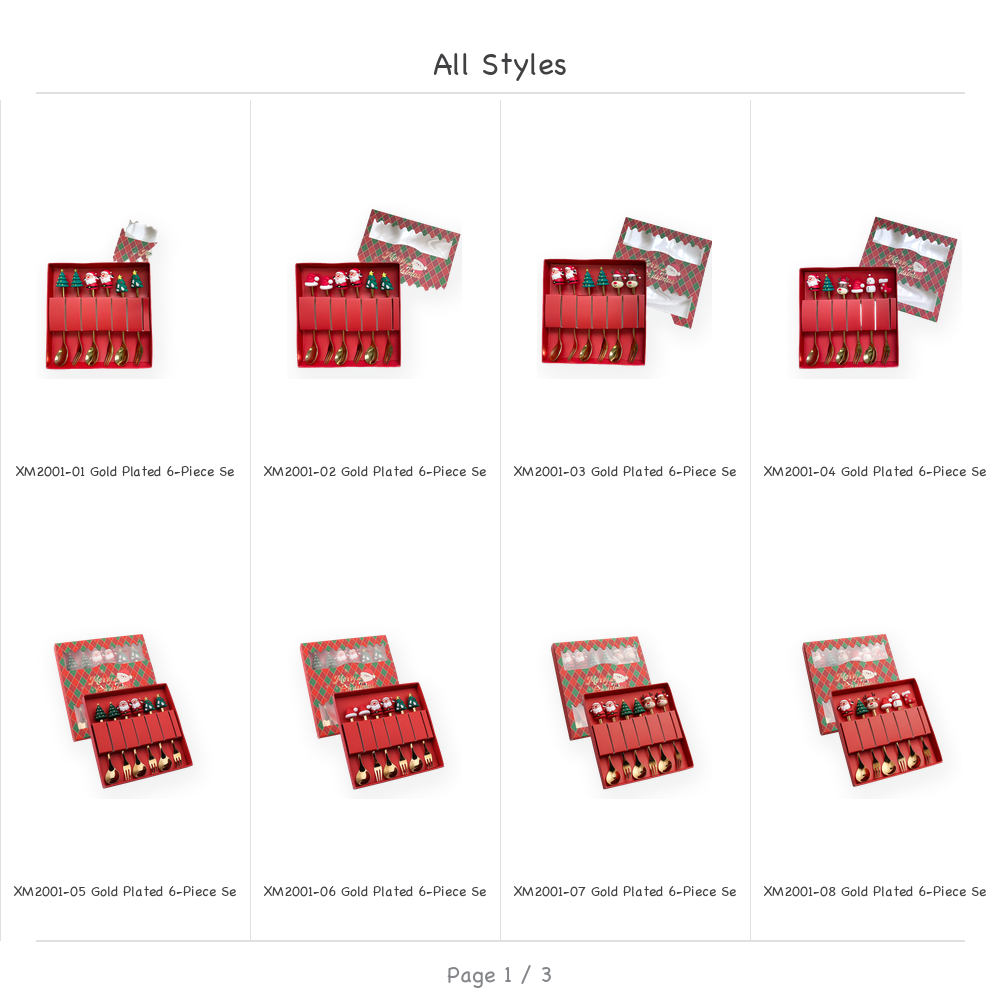 All Styles
XM2001-01 Gold Plated 6-Piece Se
XM2001-02 Gold Plated 6-Piece Se
XM2001-03 Gold Plated 6-Piece Se
XM2001-04 Gold Plated 6-Piece Se
Merry
XM2001-05 Gold Plated 6-Piece Se
XM2001-06 Gold Plated 6-Piece Se
XM2001-07 Gold Plated 6-Piece Se
XM2001-08 Gold Plated 6-Piece Se
Page 1 / 3